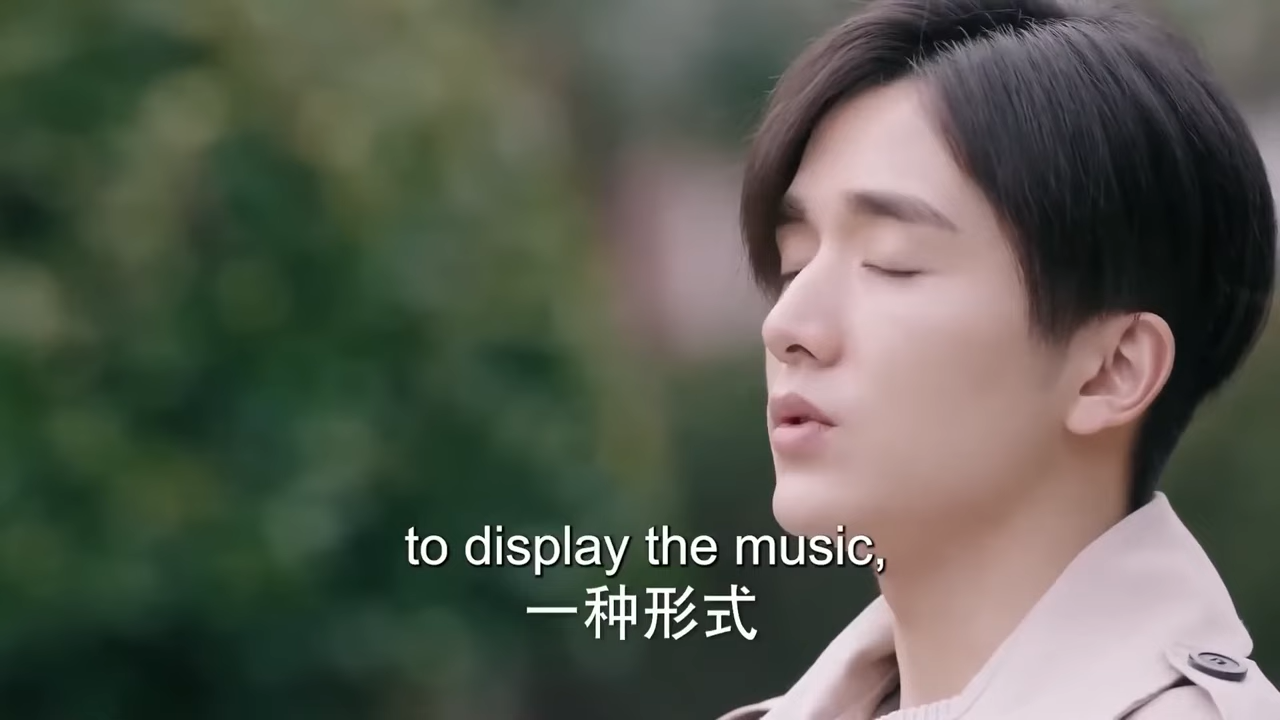 to display the music,
一种形式